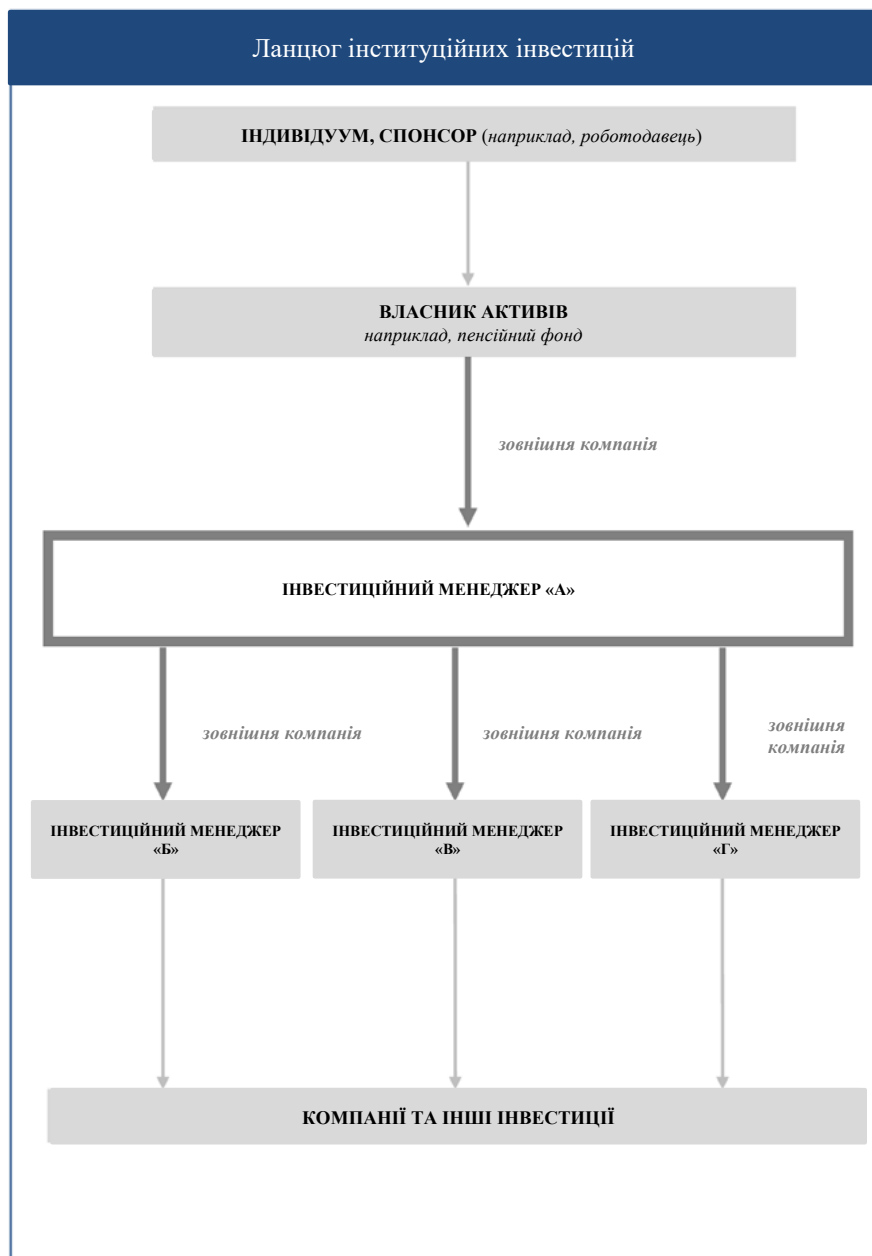 Ланцюг інституційних інвестицій
ІНДИВІДУУМ, СПОНСОР (наприклад, роботодавець)
ВЛАСНИК АКТИВІВ
наприклад, пенсійний фонд
зовнішня компанія
ІНВЕСТИЦІЙНИЙ МЕНЕДЖЕР «А»
зовнішня компанія
зовнішня компанія
зовнішня
компанія
ІНВЕСТИЦІЙНИЙ МЕНЕДЖЕР
«Б»
ІНВЕСТИЦІЙНИЙ МЕНЕДЖЕР
«В»
ІНВЕСТИЦІЙНИЙ МЕНЕДЖЕР
«Г»
КОМПАНІЇ ТА ІНШІ ІНВЕСТИЦІЇ